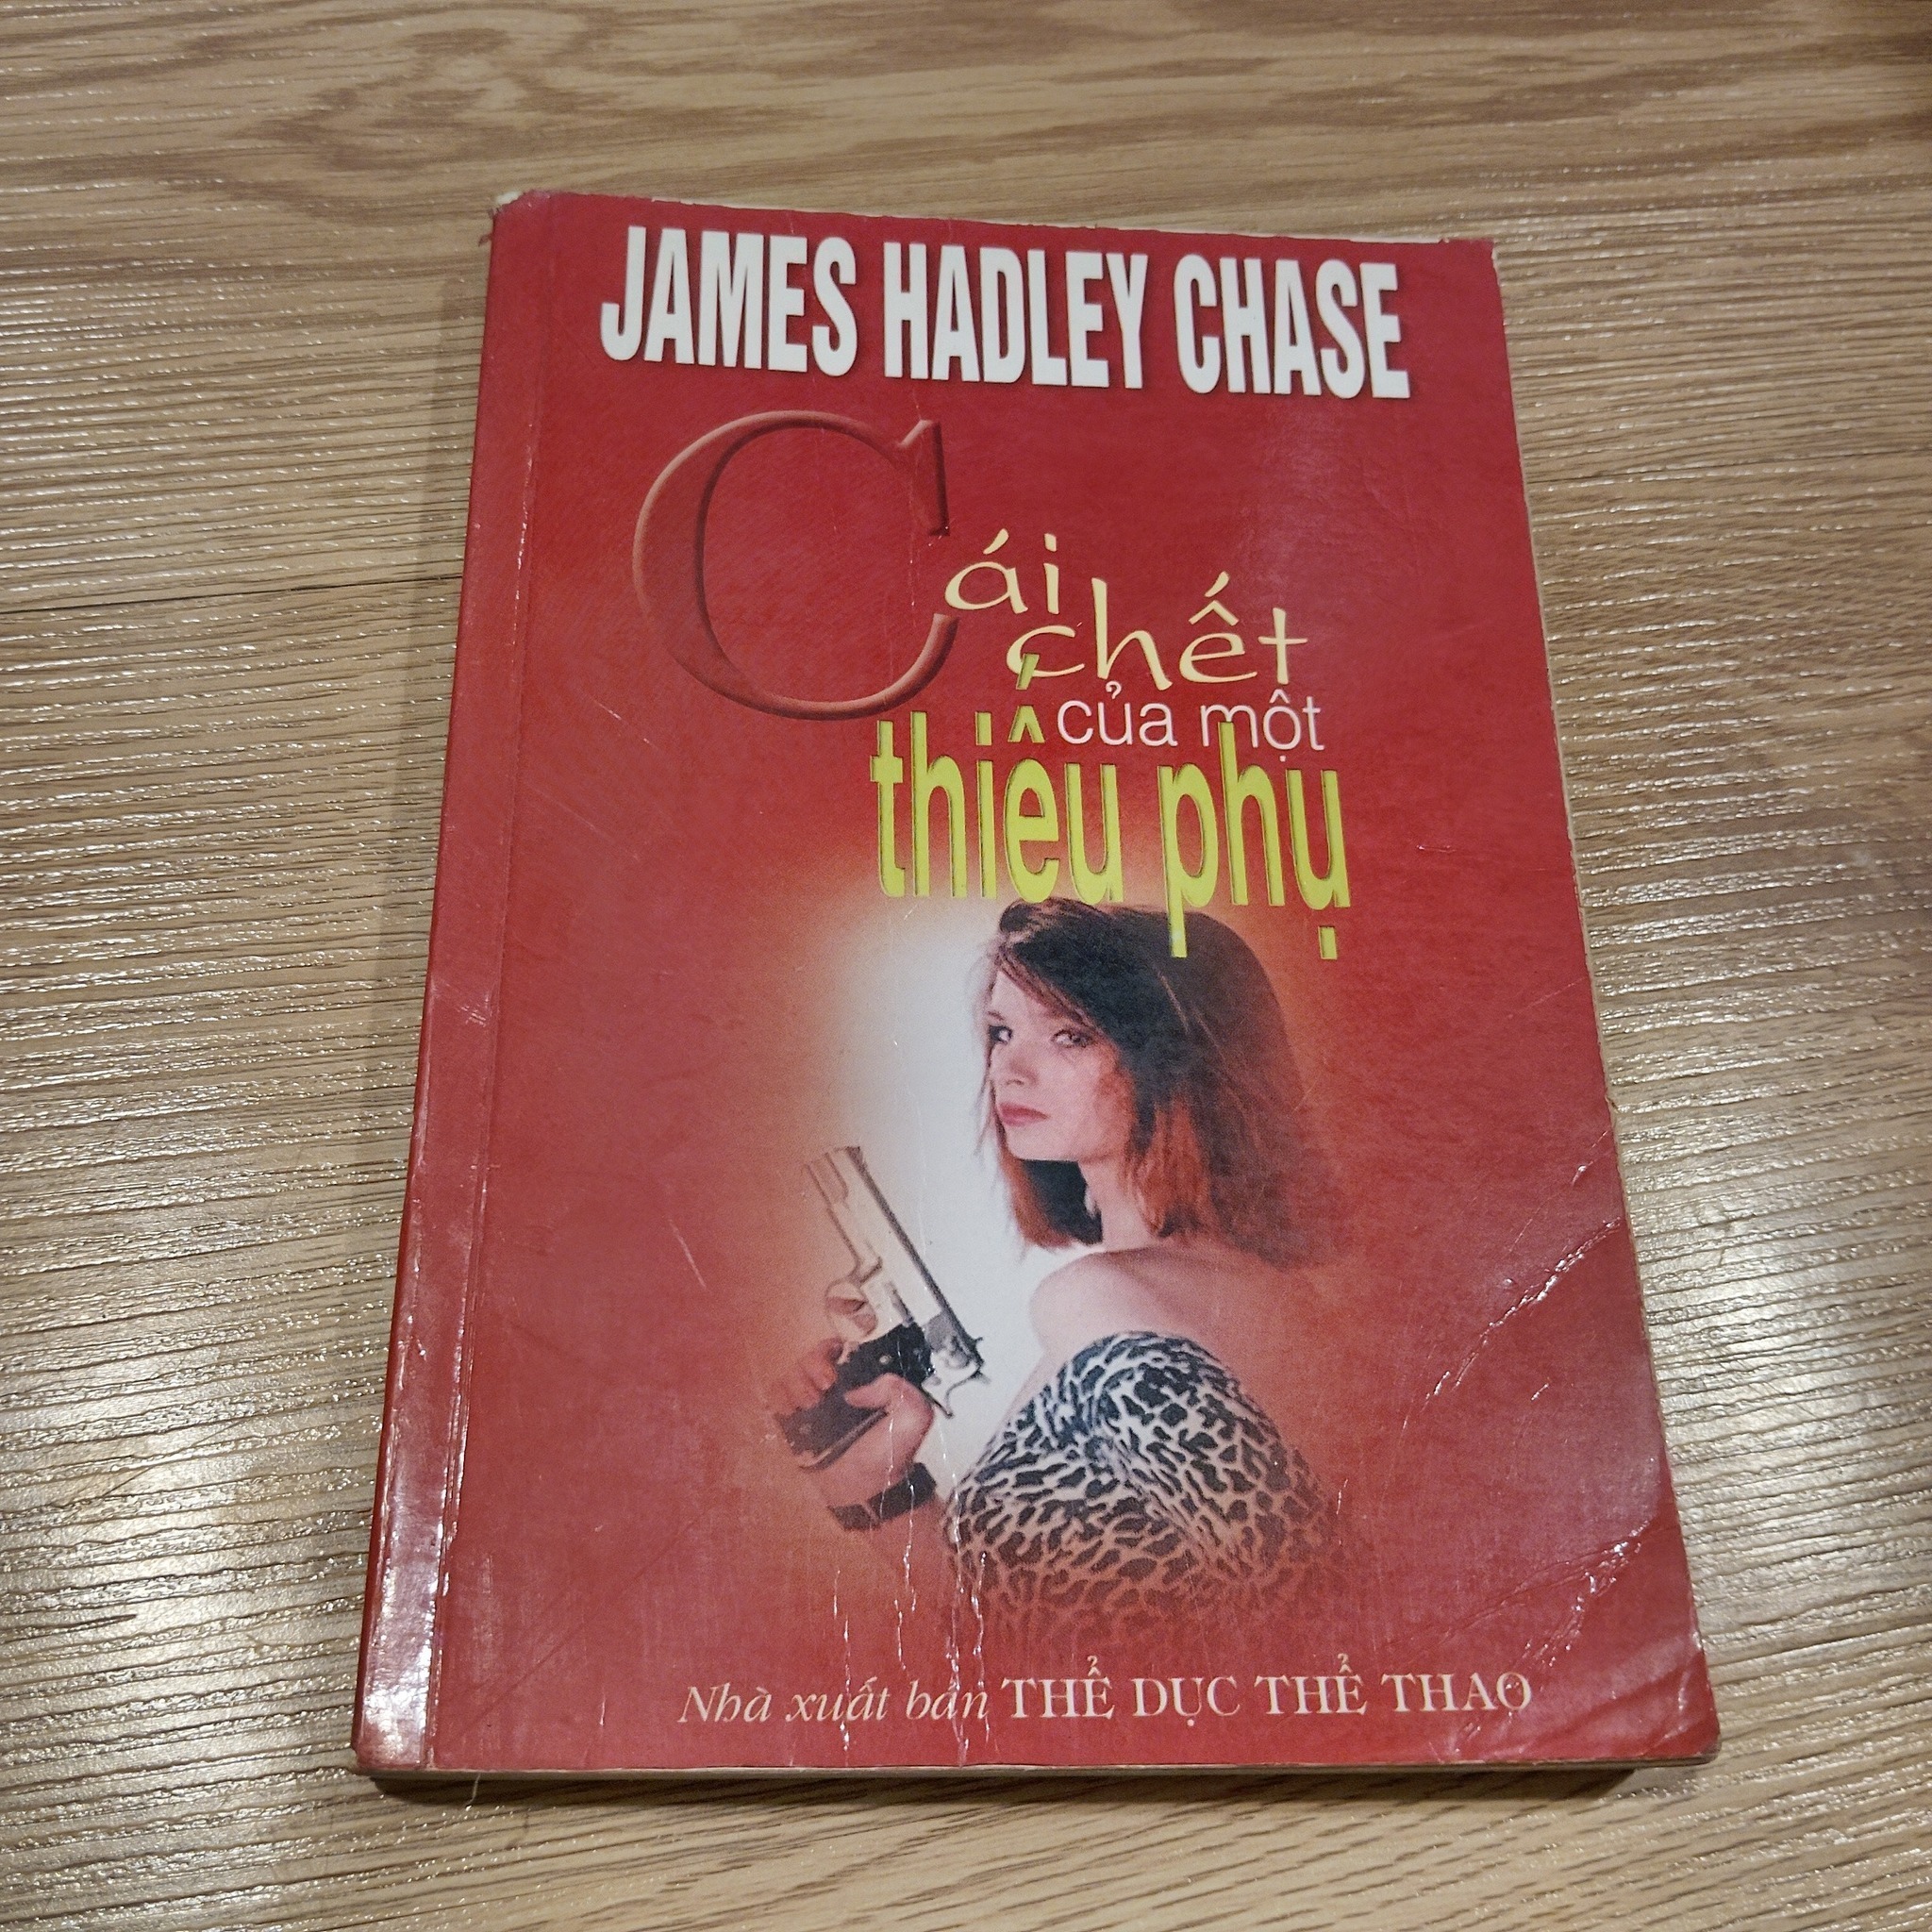 JAMES HADLEY CHASE
Cái
chết
của một
thiếu phụ
Nhà xuất bản THỂ DỤC THỂ THAO